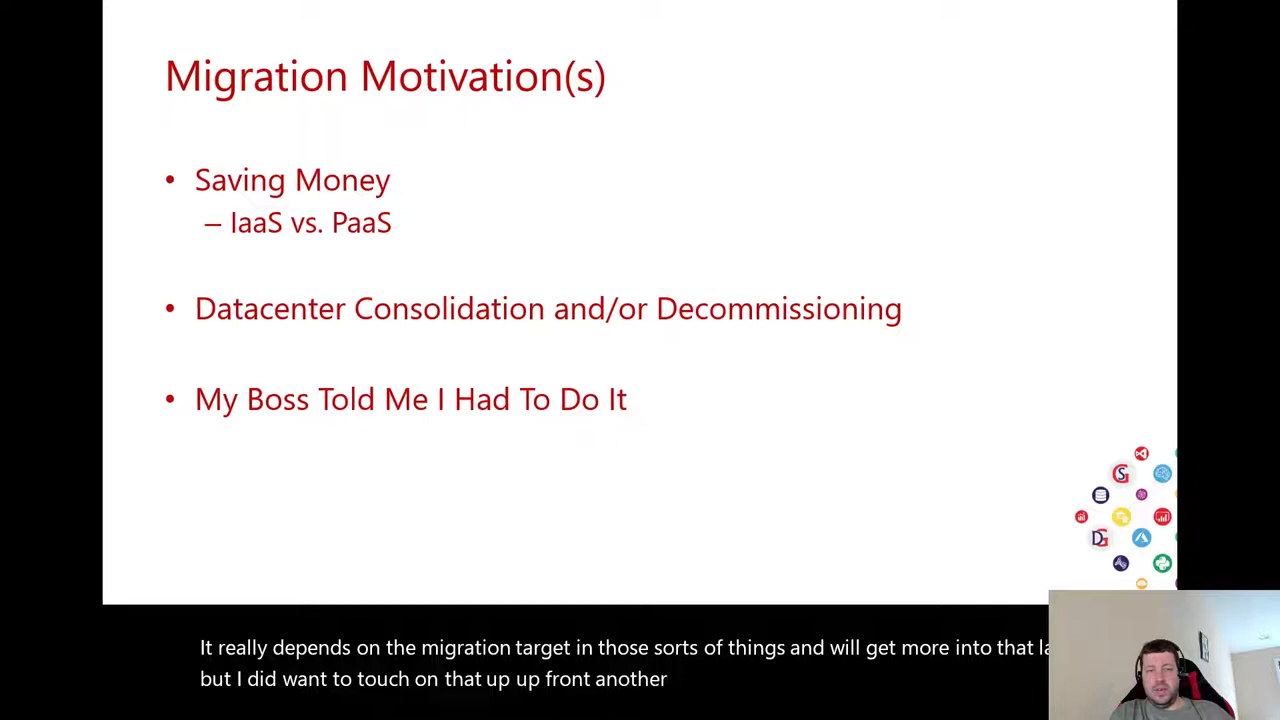 Migration Motivation(s)
• Saving Money
– IaaS vs. PaaS
• Datacenter Consolidation and/or Decommissioning
• My Boss Told Me I Had To Do It
It really depends on the migration target in those sorts of things and will get more into that
but I did want to touch on that up up front another